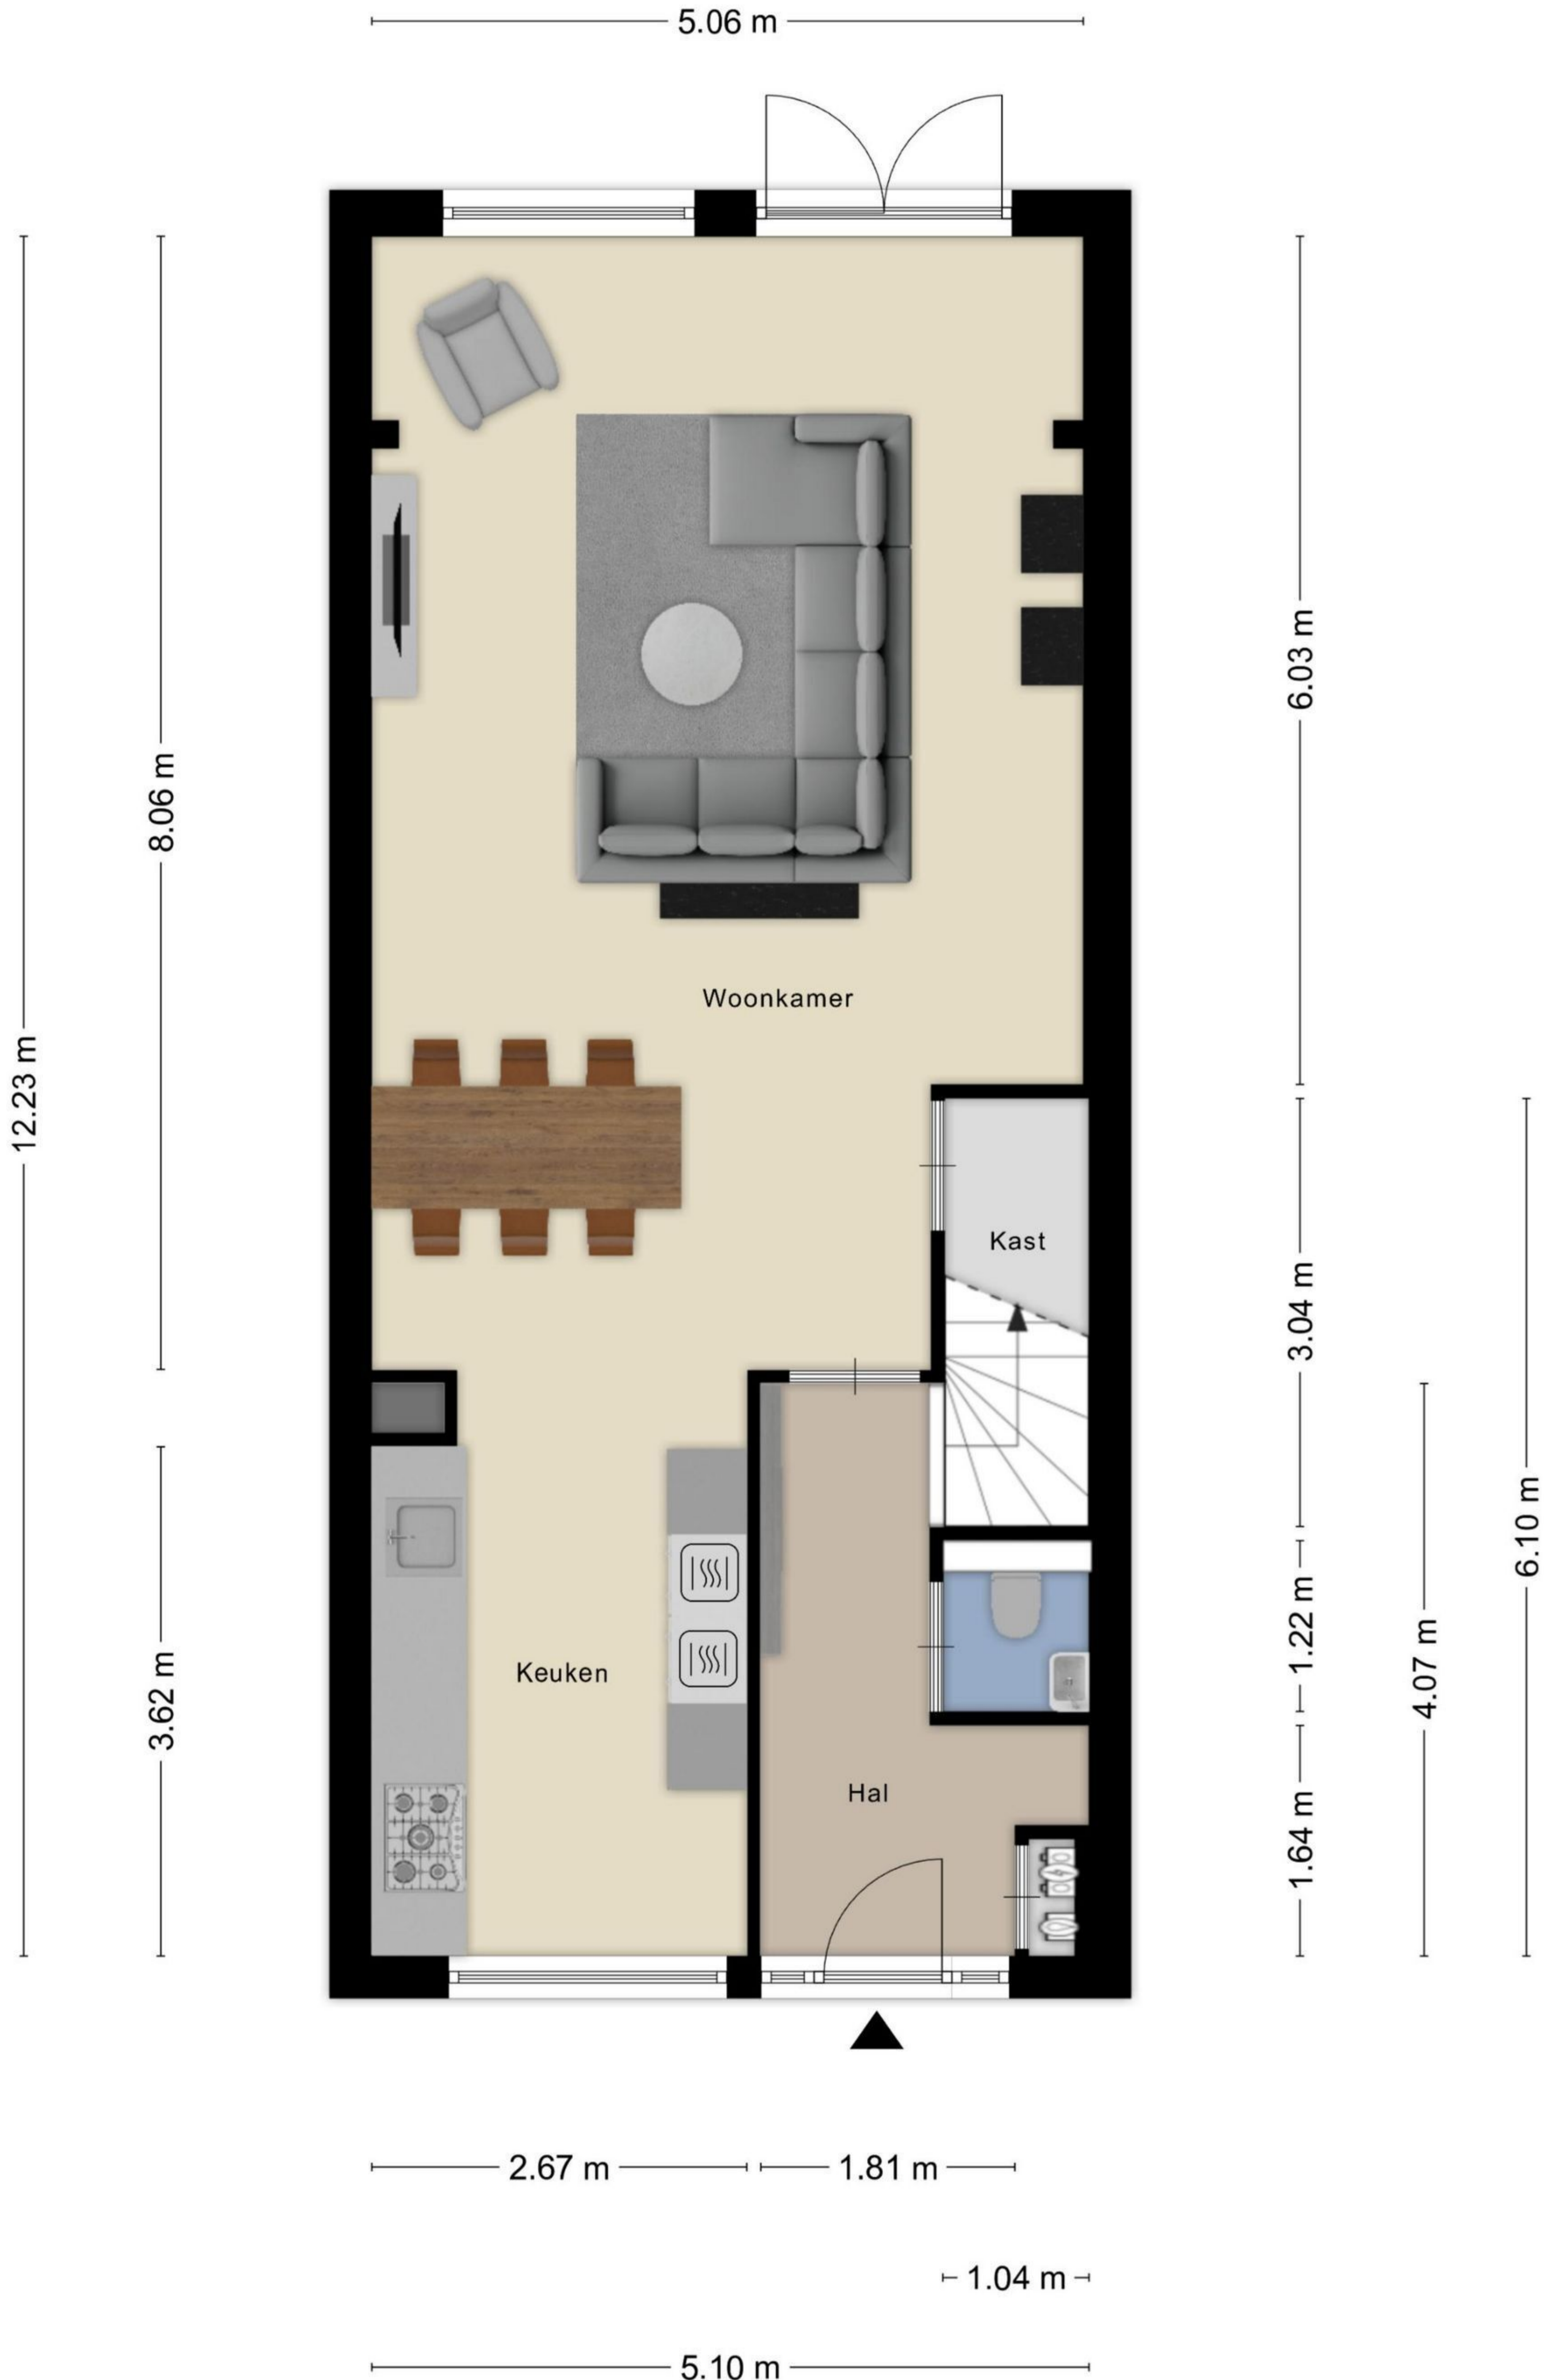 5.06 m
12.23 m
8.06 m
3.62 m
6.03 m
3.04 m
1.22 m
1.64 m
4.07 m
6.10 m
Woonkamer
Kast
Keuken
Hal
2.67 m
1.81 m
1.04 m
5.10 m